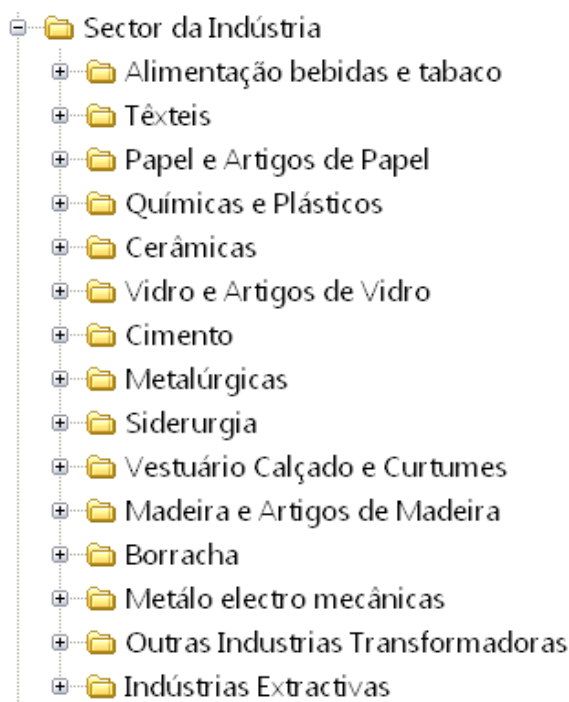 Sector da Indústria
Alimentação bebidas e tabaco
Têxteis
Papel e Artigos de Papel
Químicas e Plásticos
Cerâmicas
Vidro e Artigos de Vidro
Cimento
Metalúrgicas
Siderurgia
Vestuário Calçado e Curtumes
Madeira e Artigos de Madeira
Borracha
Metálo electro mecânicas
Outras Industrias Transformadoras
Indústrias Extractivas